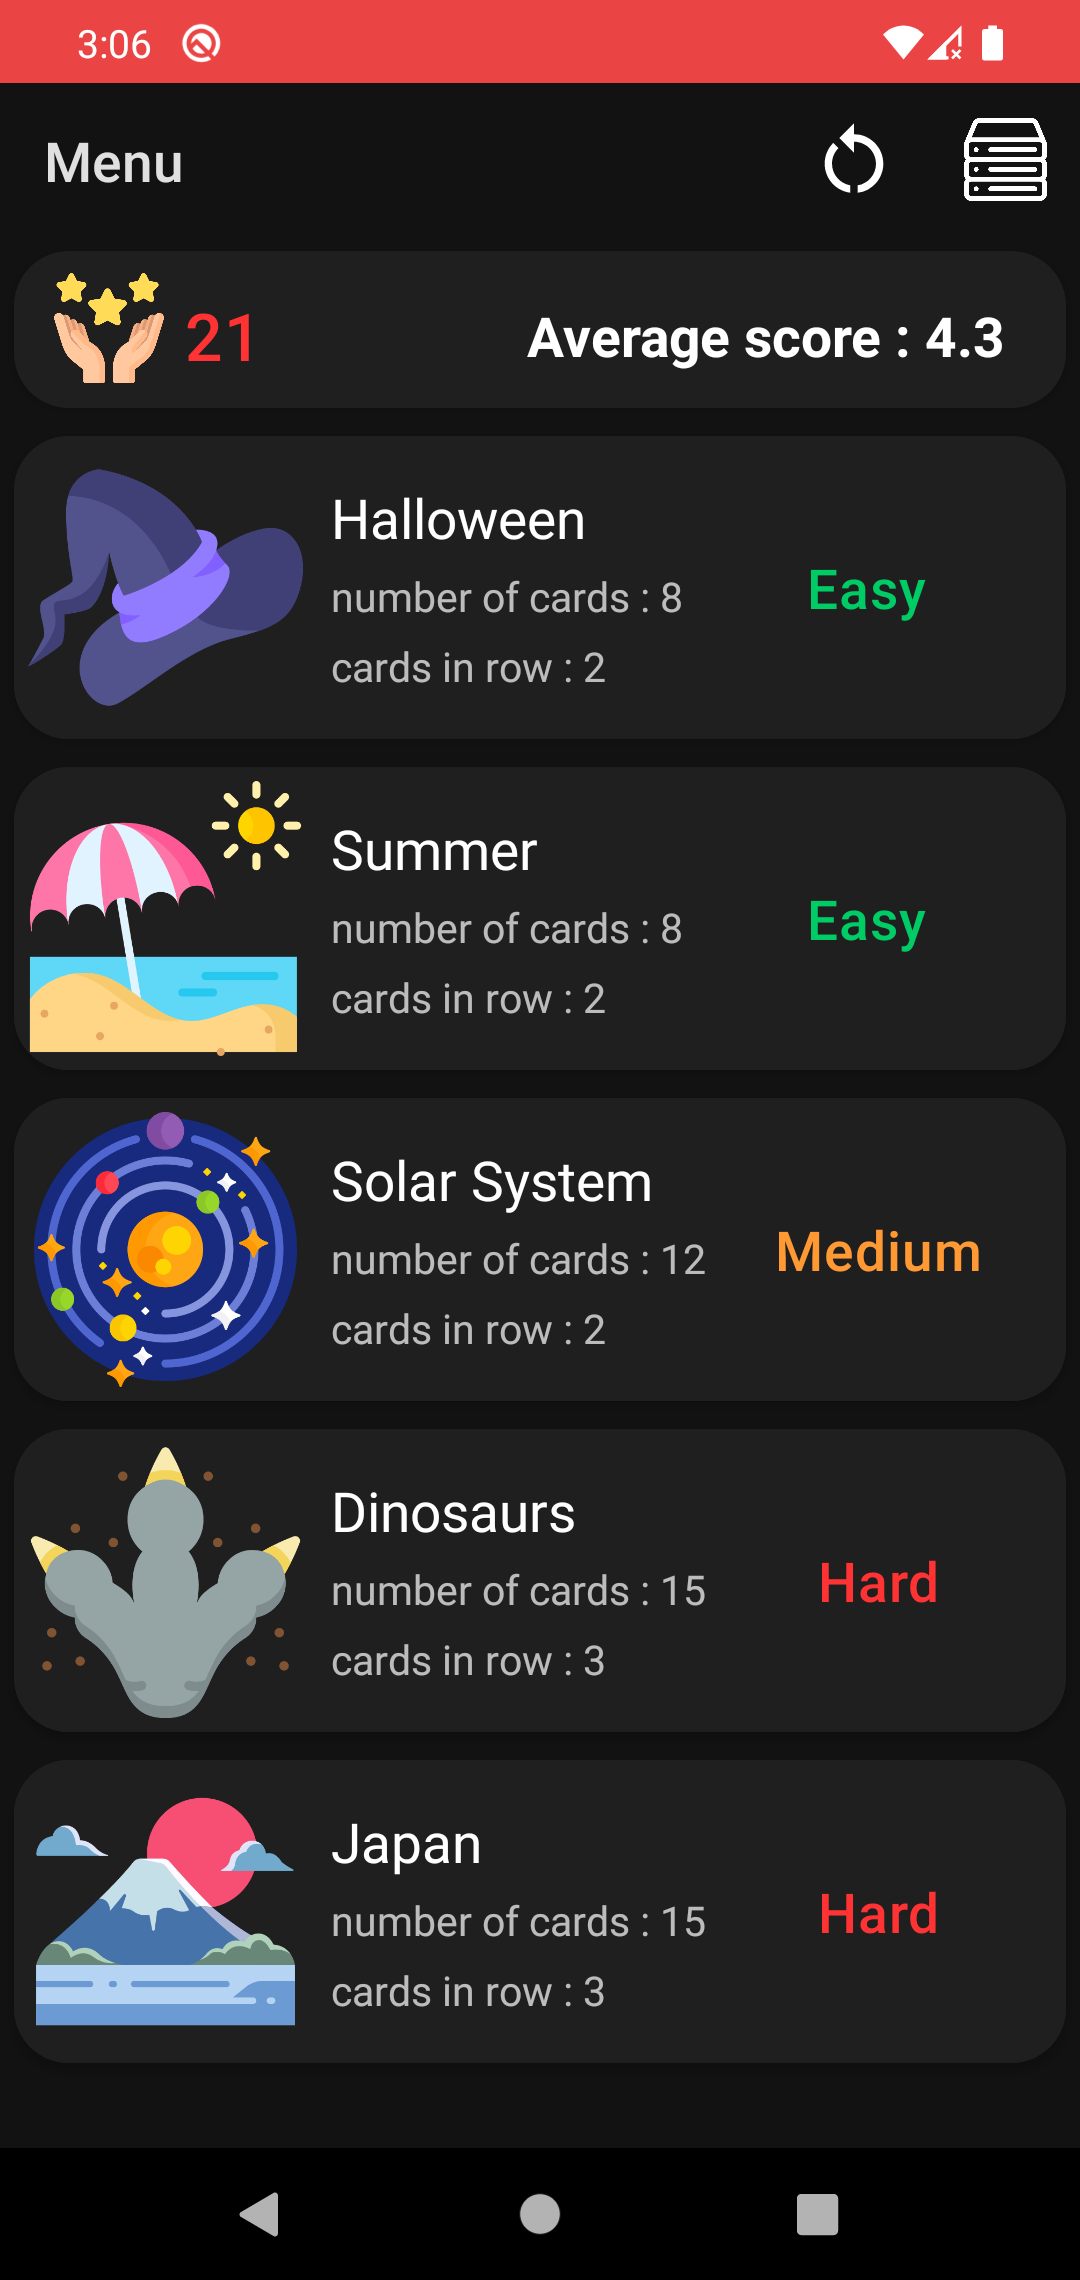 3:06
Menu
21
Average score : 4.3
Halloween
number of cards : 8
Easy
cards in row : 2
Summer
number of cards : 8
Easy
cards in row : 2
Solar System
number of cards : 12
Medium
cards in row : 2
Dinosaurs
number of cards : 15
Hard
cards in row : 3
Japan
number of cards : 15
Hard
cards in row : 3